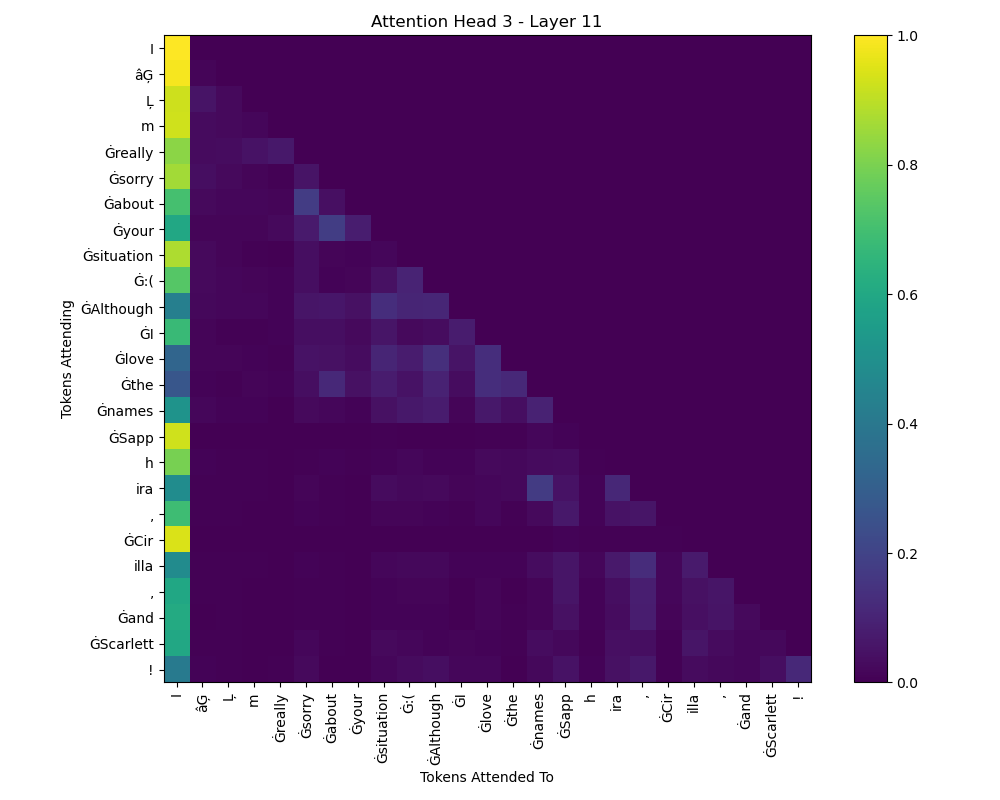 Attention Head 3 - Layer 11
Tokens Attending
I
âĢ
Ļ
m
Ġreally
Ġsorry
Ġabout
Ġyour
Ġsituation
Ġ:(
ĠAlthough
ĠI
Ġlove
Ġthe
Ġnames
ĠSapp
h
ira
,
ĠCir
illa
,
Ġand
ĠScarlett
!
I
âĢ
Ļ
m
Ġreally
Ġsorry
Ġabout
Ġyour
Ġsituation
Ġ:(
ĠAlthough
ĠI
Ġlove
Ġthe
Ġnames
ĠSapp
h
ira
,
ĠCir
illa
,
Ġand
ĠScarlett
!
Tokens Attended To
1.0
0.8
0.6
0.4
0.2
0.0